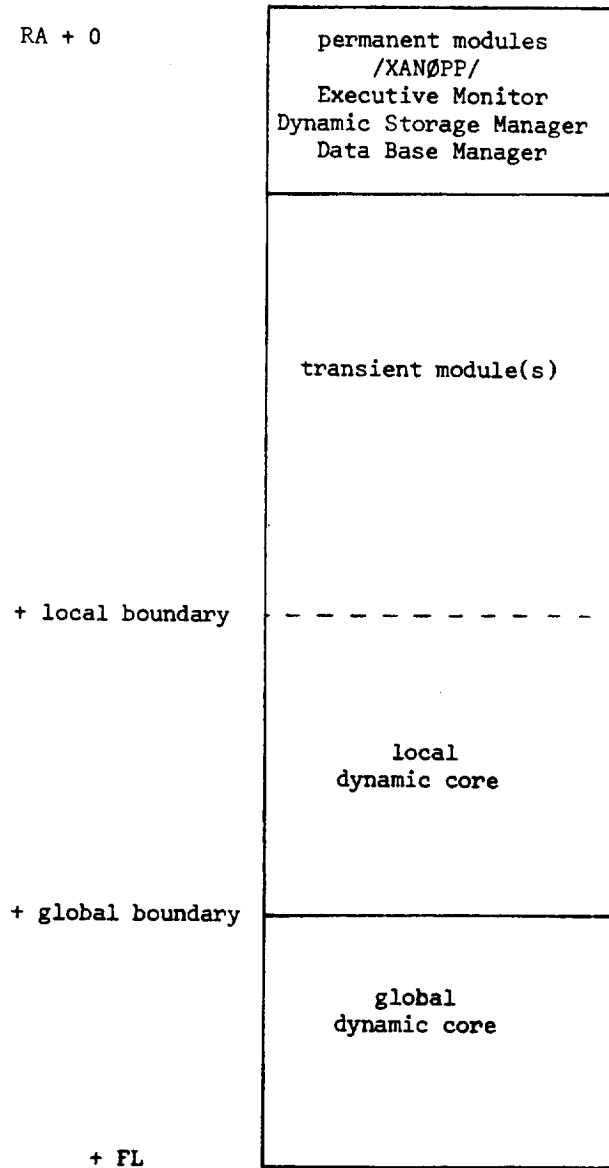 RA + 0
permanent modules
/XANØPP/
Executive Monitor
Dynamic Storage Manager
Data Base Manager
transient module(s)
+ local boundary
local
dynamic core
+ global boundary
global
dynamic core
+ FL